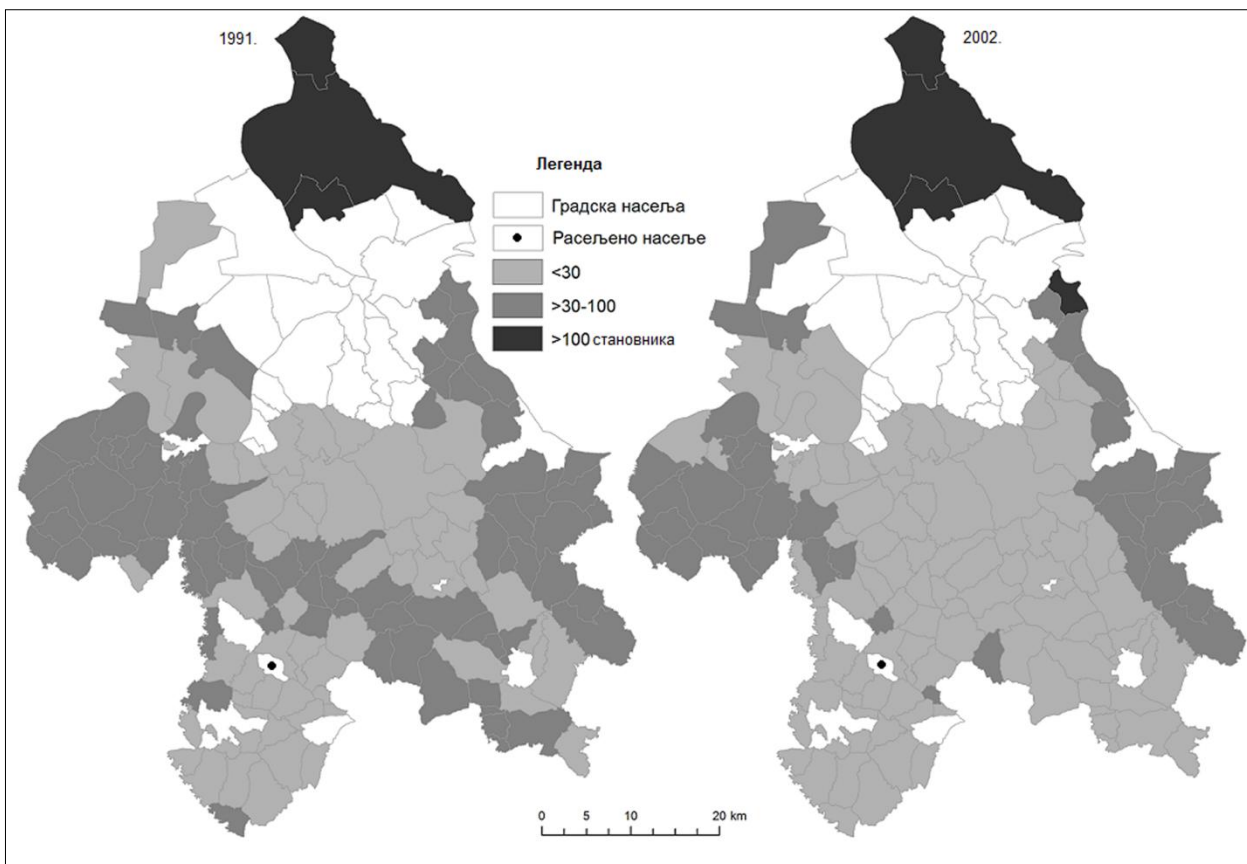 1991.
2002.
Легенда
Градска насеља
Расељено насеље
<30
>30-100
>100 становника
0 5 10 20 km